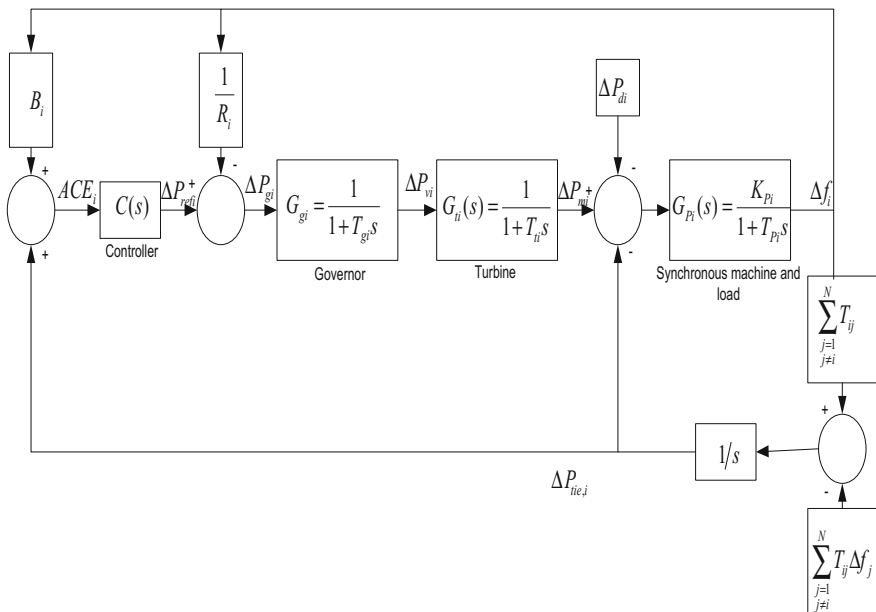 B_i
1/R_i
ΔP_di
+
-
-
ACE_i
C(s)
ΔP_refi
+
ΔP_gi
G_gi = 1/(1+T_gi s)
ΔP_vi
G_ti(s) = 1/(1+T_ti s)
ΔP_mi
+
G_Pi(s) = K_Pi/(1+T_Pi s)
Δf_i
+
-
Controller
Governor
Turbine
Synchronous machine and
load
∑_{j=1, j≠i}^{N} T_ij
+
1/s
ΔP_tie,i
-
∑_{j=1, j≠i}^{N} T_ij Δf_j